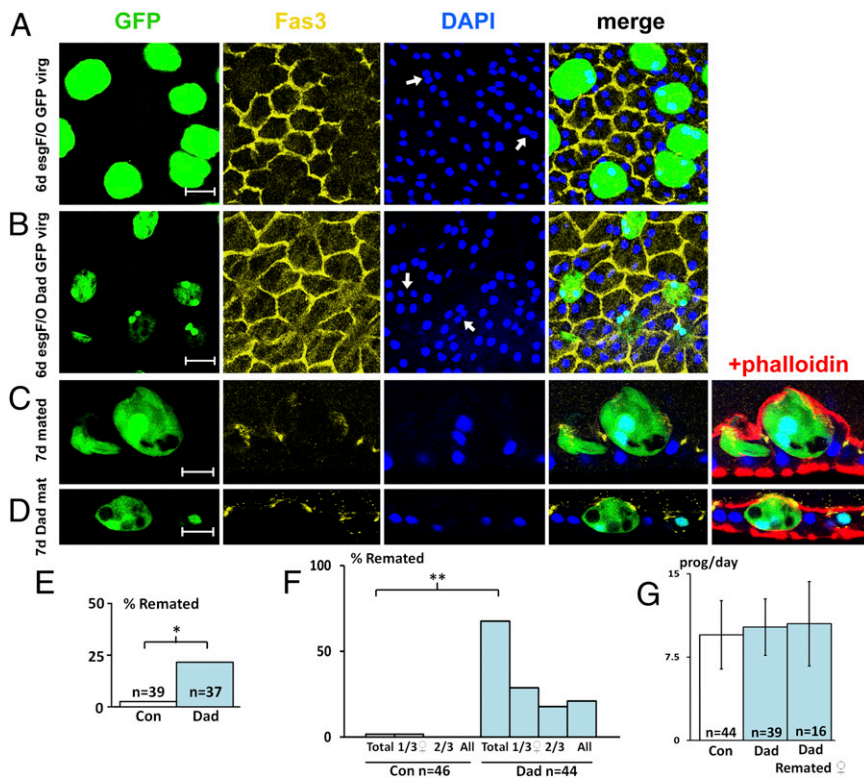 GFP Fas3 DAPI merge
A
6d esgF/O GFP virg
B
6d esgF/O Dad GFP virg
+phalloidin
C
7d mated
D
7d Dad mat
E
% Remated
50
25
0
*
n=39 n=37
Con Dad
F
% Remated
100
50
0
**
Total 1/3♀ 2/3 All Total 1/3♀ 2/3 All
Con n=46 Dad n=44
G
prog/day
15
7.5
0
n=44 n=39 n=16
Con Dad Dad
Remated ♀